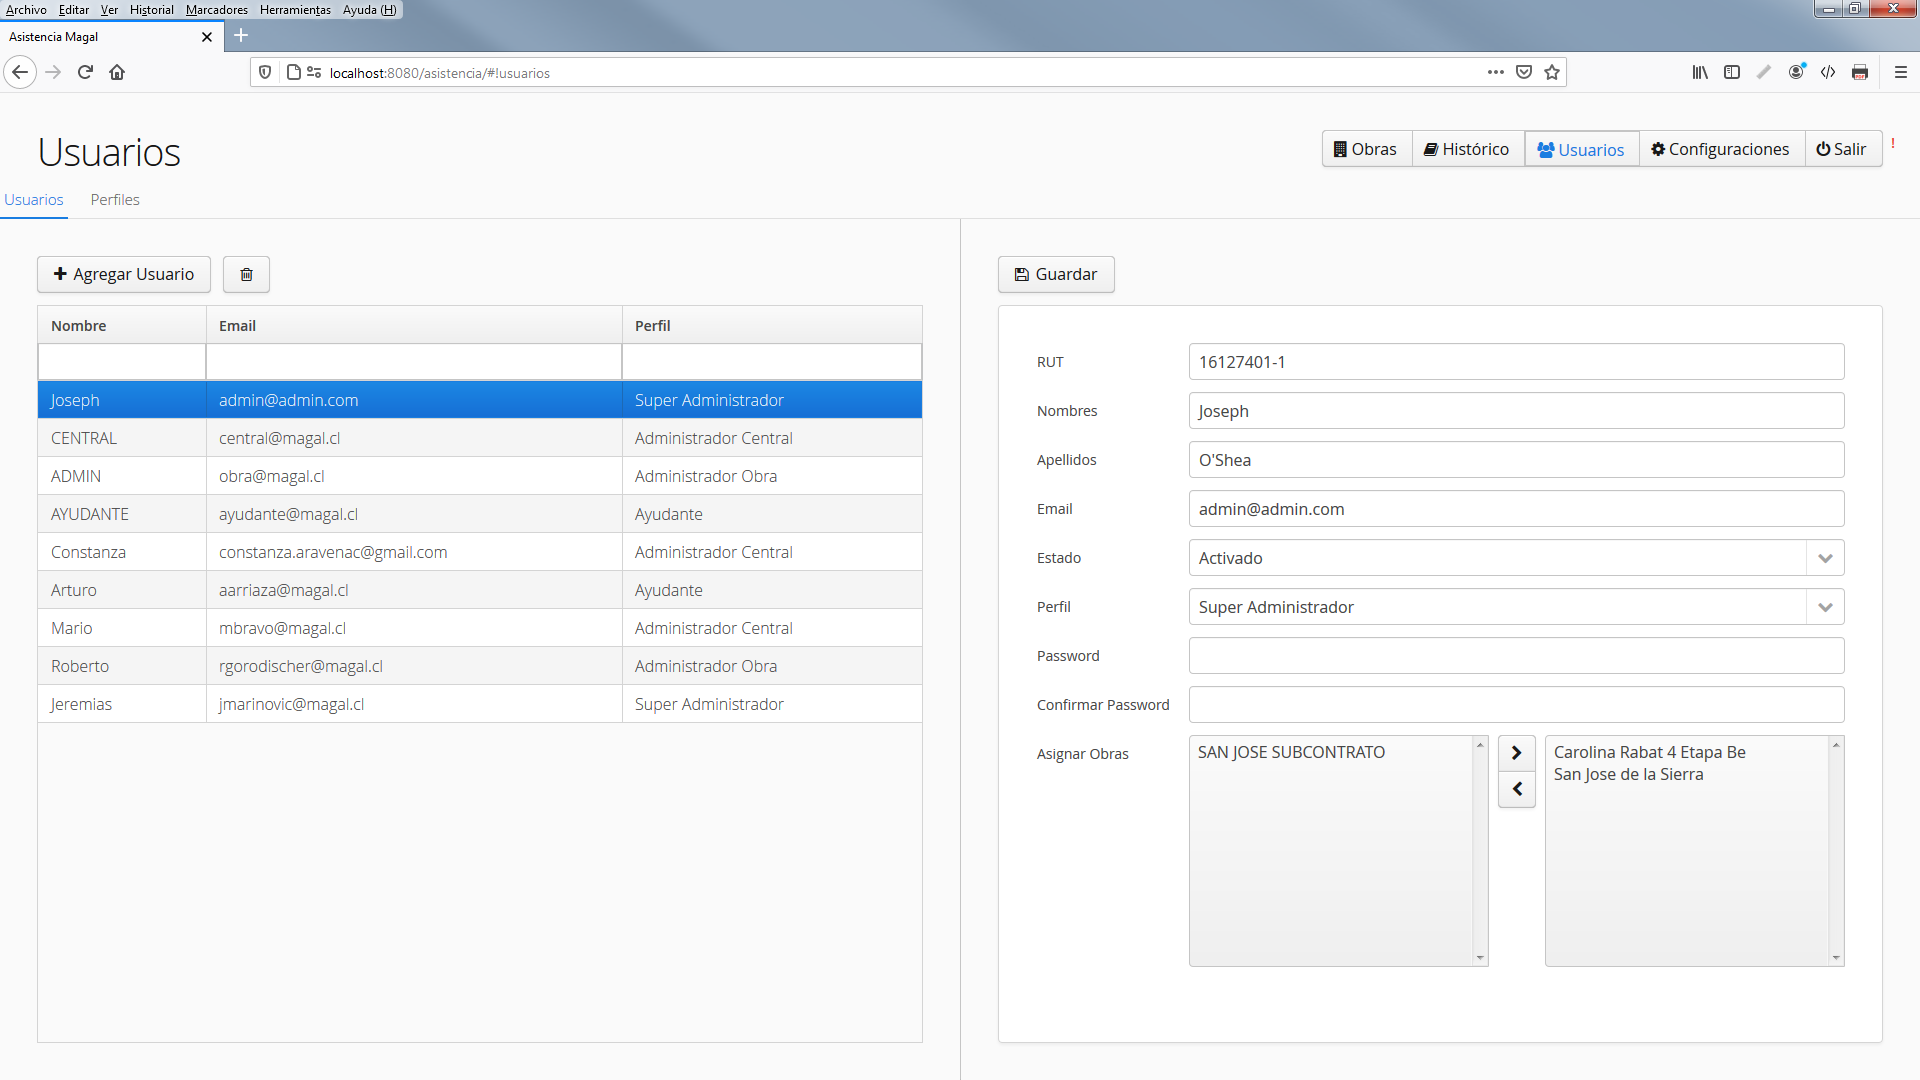 Archivo Editar Ver Historial Marcadores Herramientas Ayuda (H)
Asistencia Magal
localhost:8080/asistencia/#!usuarios
Usuarios
Obras Histórico Usuarios Configuraciones Salir !
Usuarios Perfiles
Agregar Usuario
Guardar
Nombre Email Perfil
Joseph admin@admin.com Super Administrador
CENTRAL central@magal.cl Administrador Central
ADMIN obra@magal.cl Administrador Obra
AYUDANTE ayudante@magal.cl Ayudante
Constanza constanza.aravenac@gmail.com Administrador Central
Arturo aarriaza@magal.cl Ayudante
Mario mbravo@magal.cl Administrador Central
Roberto rgorodischer@magal.cl Administrador Obra
Jeremias jmarinovic@magal.cl Super Administrador
RUT 16127401-1
Nombres Joseph
Apellidos O'Shea
Email admin@admin.com
Estado Activado
Perfil Super Administrador
Password
Confirmar Password
Asignar Obras
SAN JOSE SUBCONTRATO
Carolina Rabat 4 Etapa Be
San Jose de la Sierra